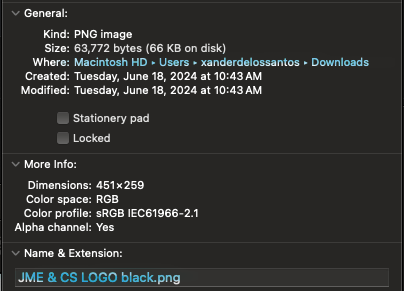 General:
Kind: PNG image
Size: 63,772 bytes (66 KB on disk)
Where: Macintosh HD ▸ Users ▸ xanderdelossantos ▸ Downloads
Created: Tuesday, June 18, 2024 at 10:43 AM
Modified: Tuesday, June 18, 2024 at 10:43 AM
Stationery pad
Locked
More Info:
Dimensions: 451×259
Color space: RGB
Color profile: sRGB IEC61966-2.1
Alpha channel: Yes
Name & Extension:
JME & CS LOGO black.png